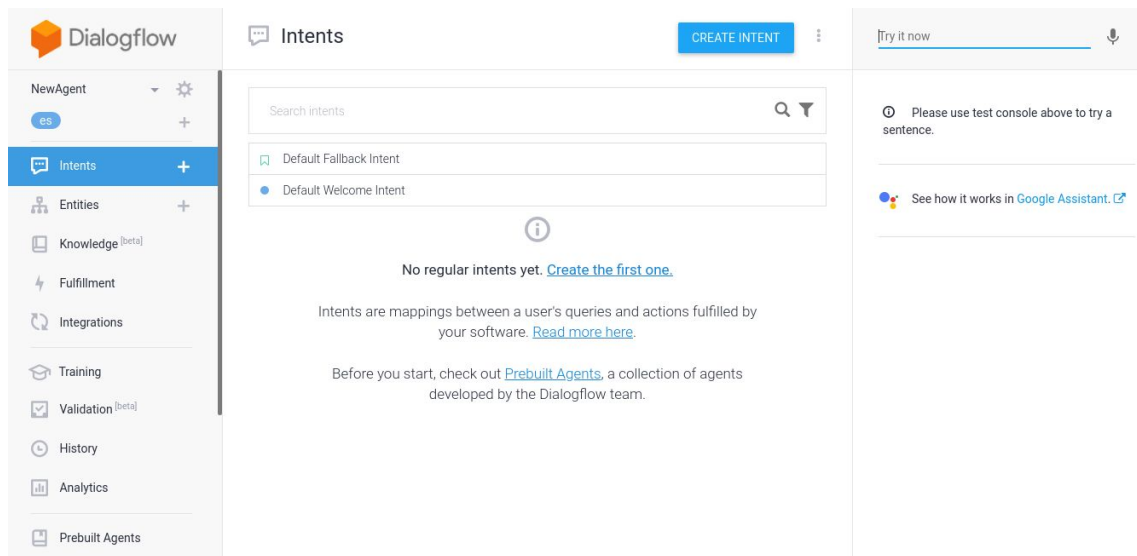 Dialogflow
NewAgent
es
Intents
Entities
Knowledge [beta]
Fulfillment
Integrations
Training
Validation [beta]
History
Analytics
Prebuilt Agents
Intents
CREATE INTENT
Search intents
Default Fallback Intent
Default Welcome Intent
No regular intents yet. Create the first one.
Intents are mappings between a user's queries and actions fulfilled by
your software. Read more here.
Before you start, check out Prebuilt Agents, a collection of agents
developed by the Dialogflow team.
Try it now
Please use test console above to try a
sentence.
See how it works in Google Assistant.